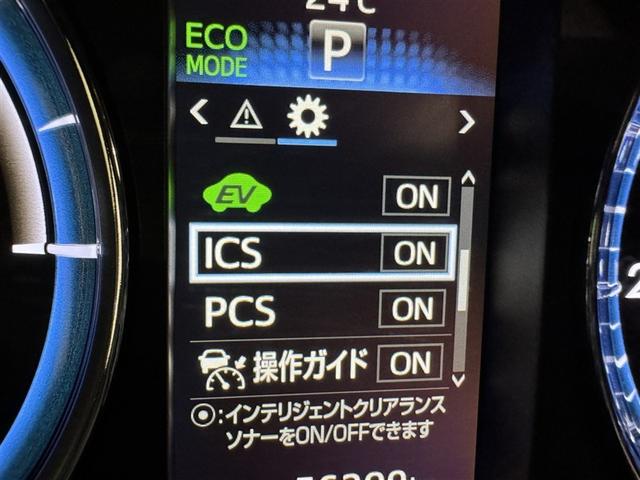 24℃
ECO
MODE
P
EV ON
ICS ON
PCS ON
操作ガイド ON
◉:インテリジェントクリアランス
ソナーをON/OFFできます